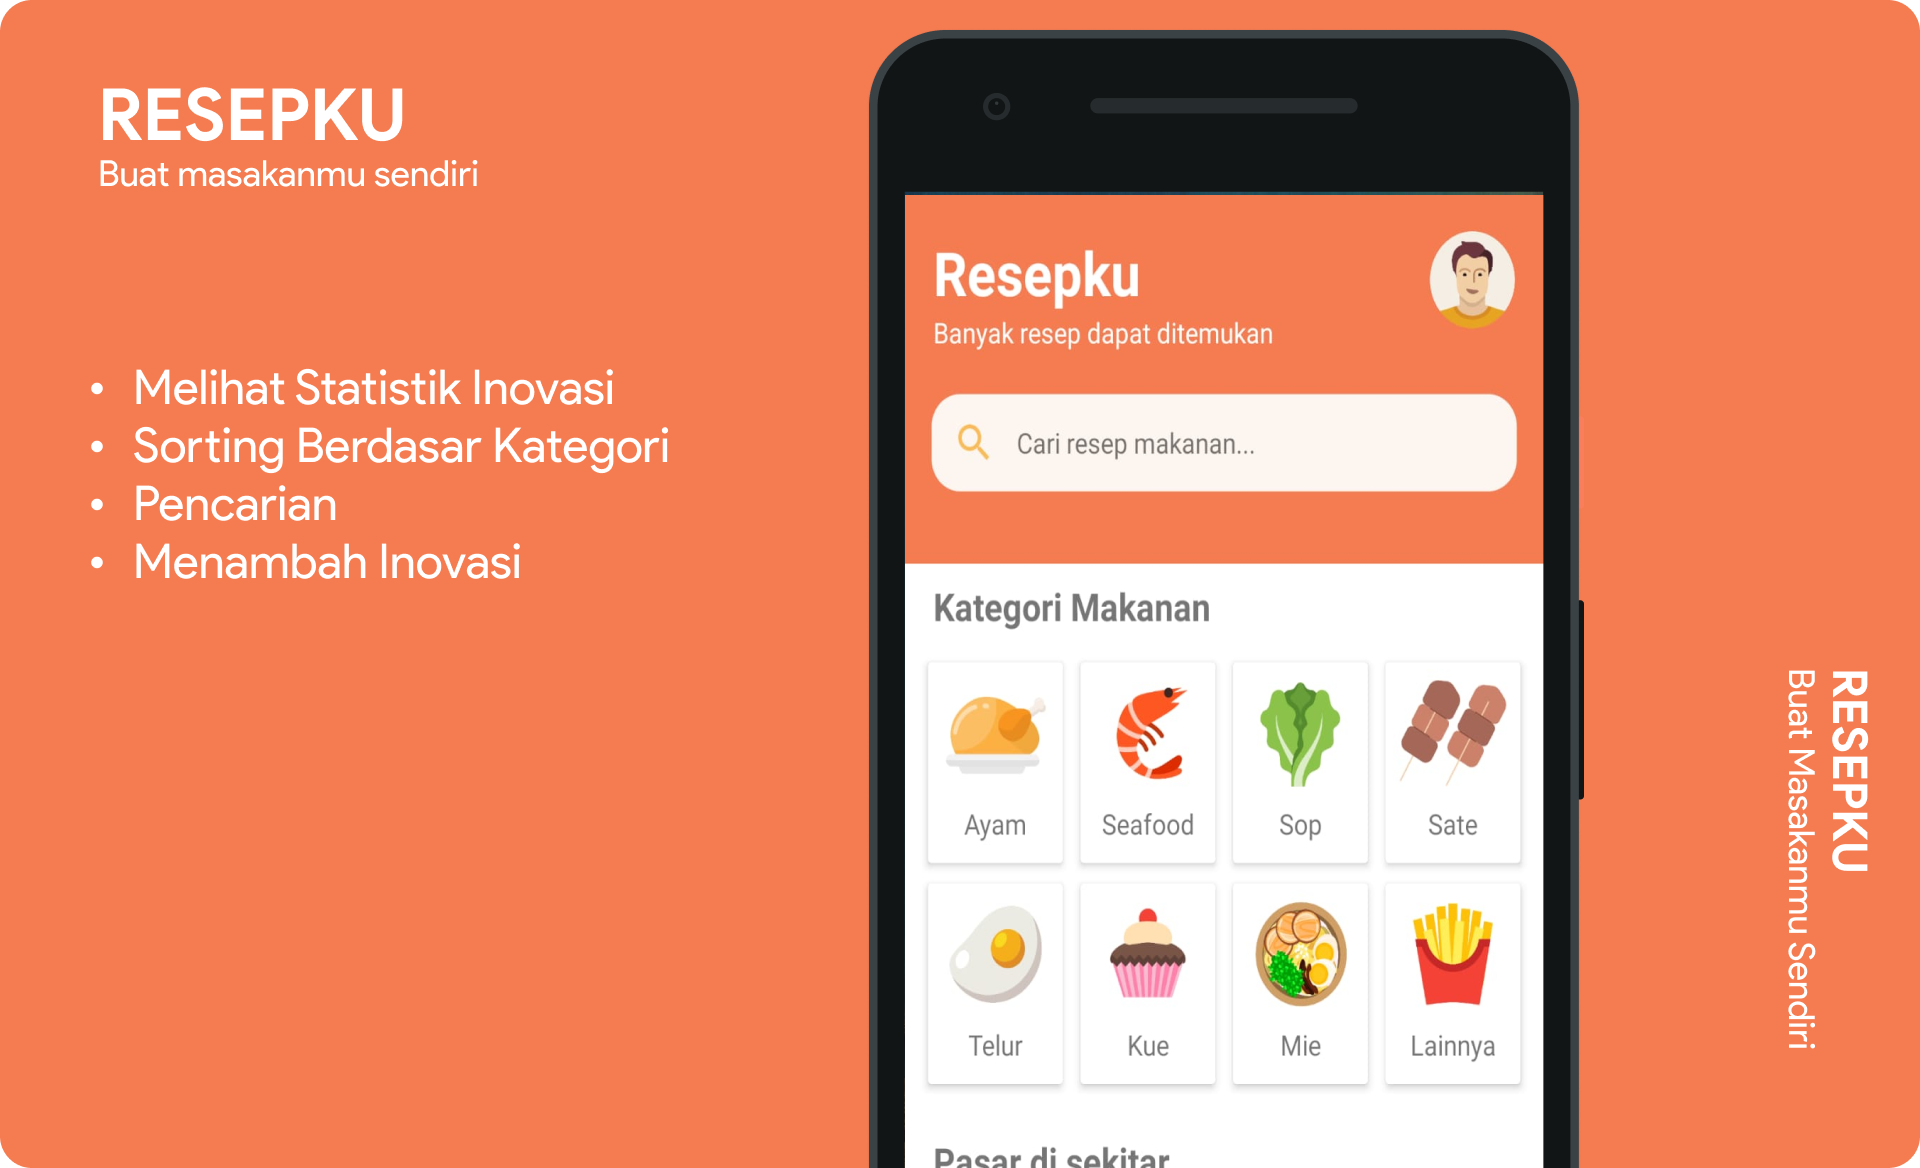 RESEPKU
Buat masakanmu sendiri
• Melihat Statistik Inovasi
• Sorting Berdasar Kategori
• Pencarian
• Menambah Inovasi
Resepku
Banyak resep dapat ditemukan
Cari resep makanan...
Kategori Makanan
Ayam
Seafood
Sop
Sate
Telur
Kue
Mie
Lainnya
Pasar di sekitar
RESEPKU
Buat Masakanmu Sendiri